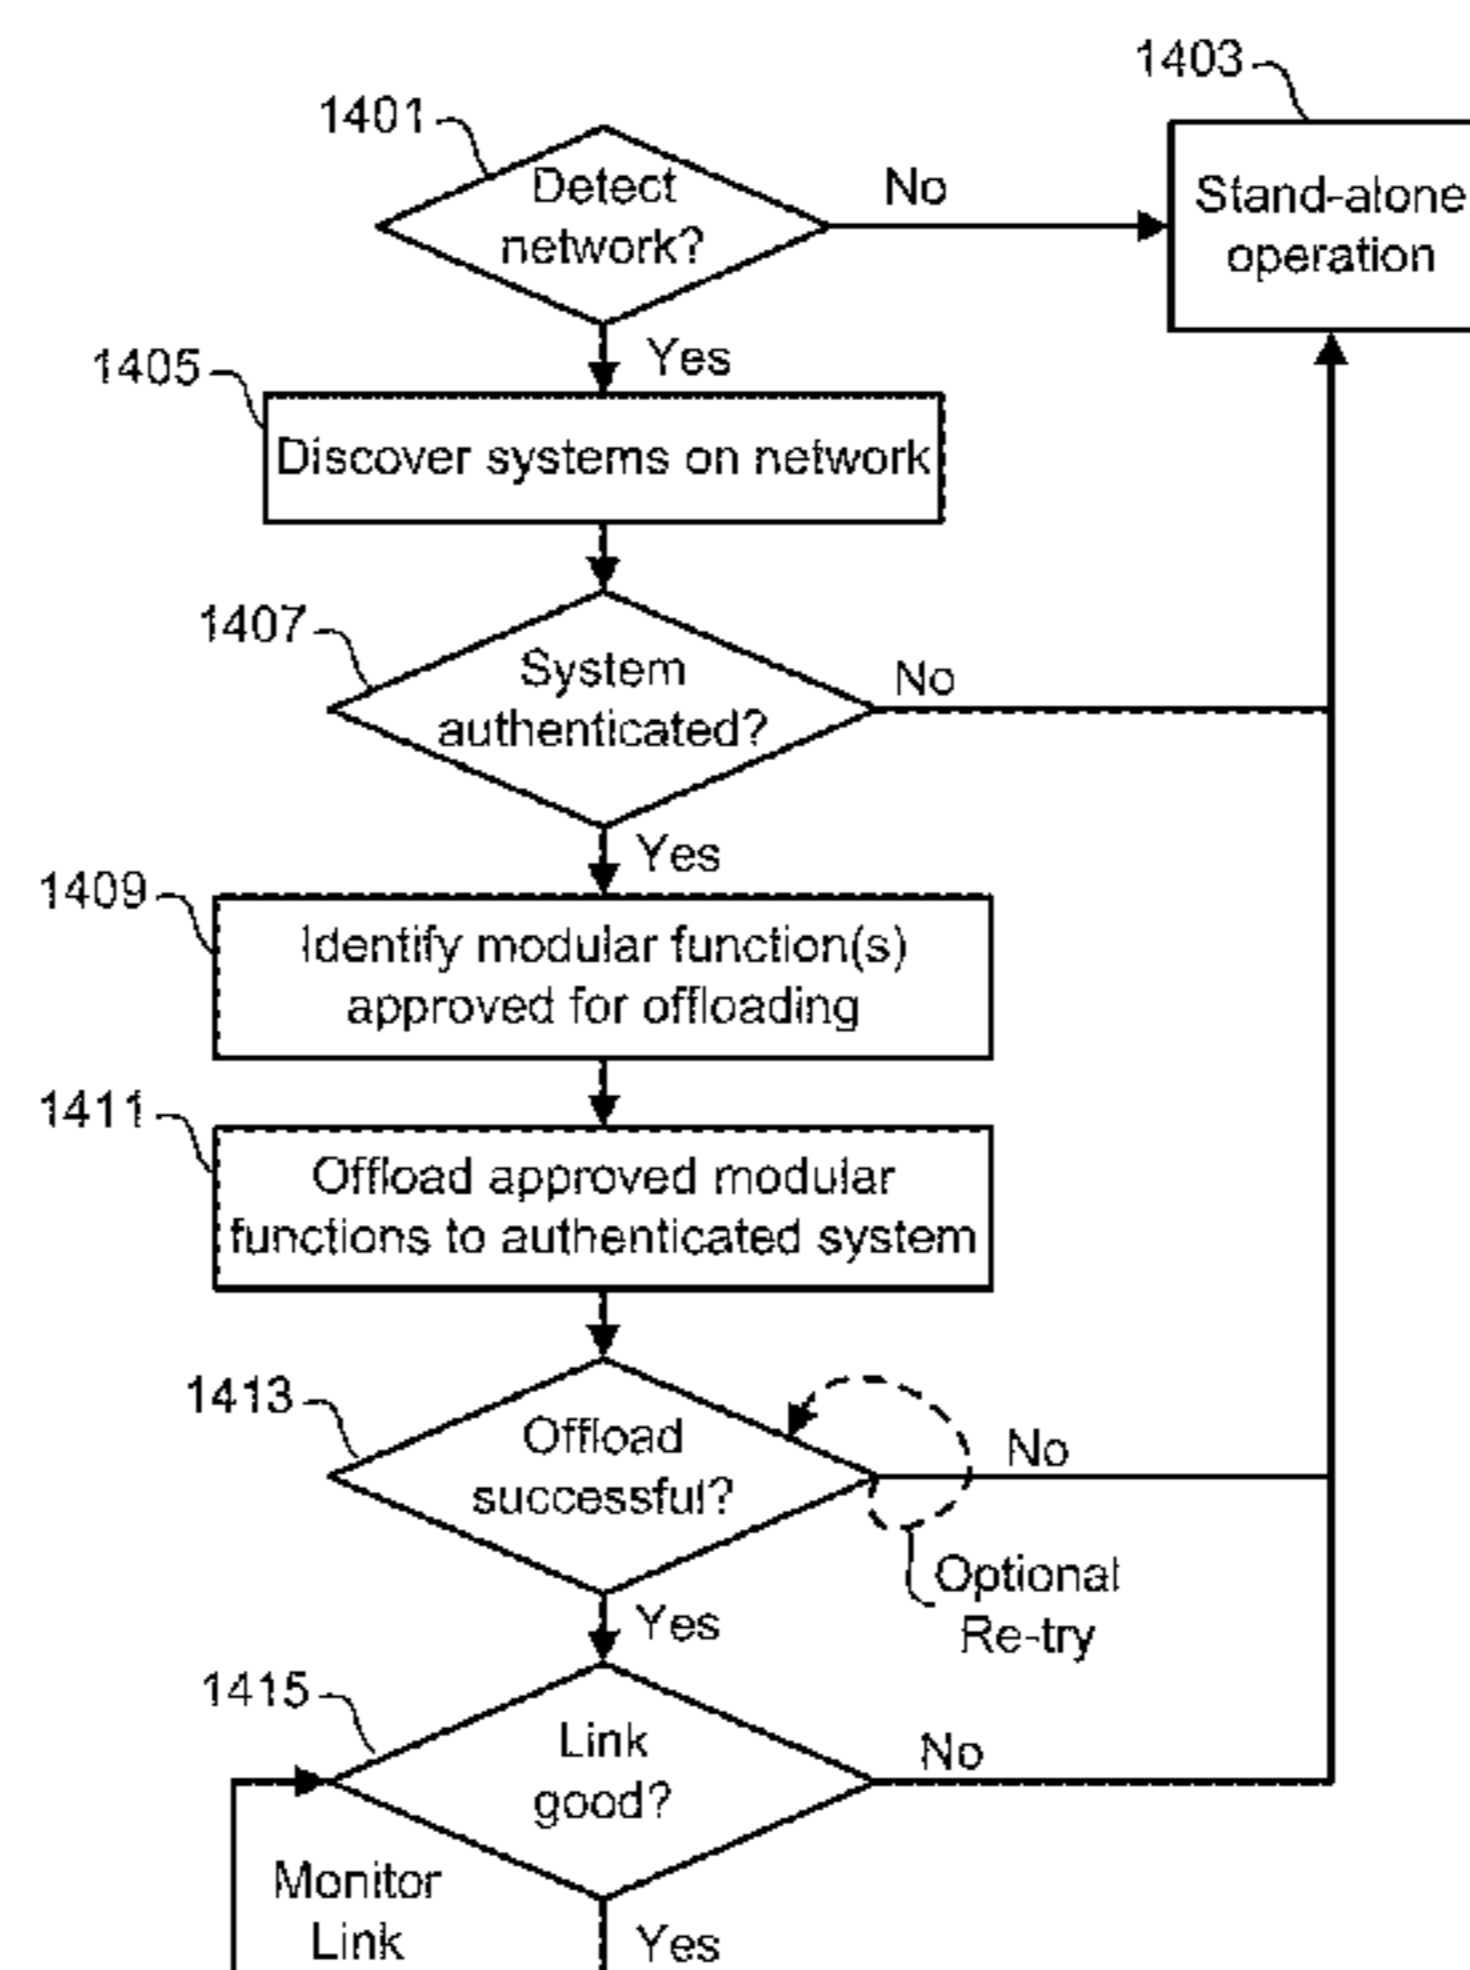 1403
1401
Detect
network?
No
Stand-alone
operation
Yes
1405
Discover systems on network
1407
System
authenticated?
No
Yes
1409
Identify modular function(s)
approved for offloading
1411
Offload approved modular
functions to authenticated system
1413
Offload
successful?
No
Optional
Re-try
Yes
1415
Link
good?
No
Monitor
Link
Yes